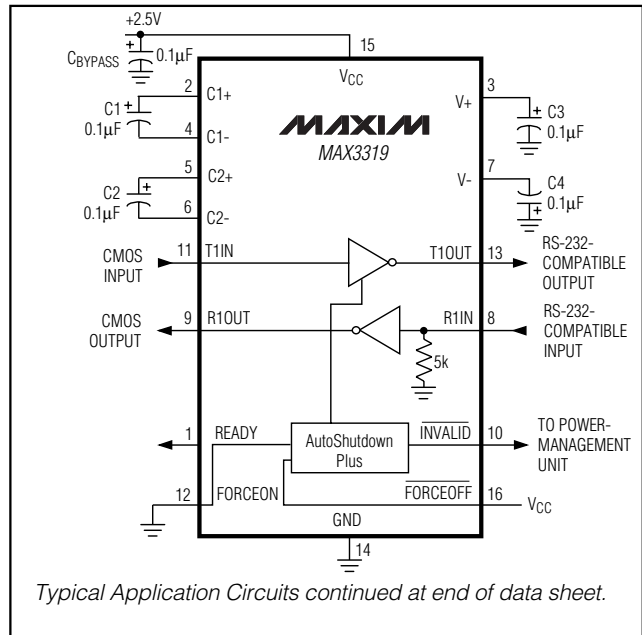 +2.5V
CBYPASS
0.1µF
15
VCC
2
C1+
C1
0.1µF
4
C1-
5
C2+
C2
0.1µF
6
C2-
MAXIM
MAX3319
3
V+
C3
0.1µF
7
V-
C4
0.1µF
CMOS
INPUT
11
T1IN
T1OUT
13
RS-232-
COMPATIBLE
OUTPUT
CMOS
OUTPUT
9
R1OUT
R1IN
8
RS-232-
COMPATIBLE
INPUT
5k
1
READY
AutoShutdown
Plus
INVALID
10
TO POWER-
MANAGEMENT
UNIT
12
FORCEON
FORCEOFF
16
VCC
GND
14
Typical Application Circuits continued at end of data sheet.